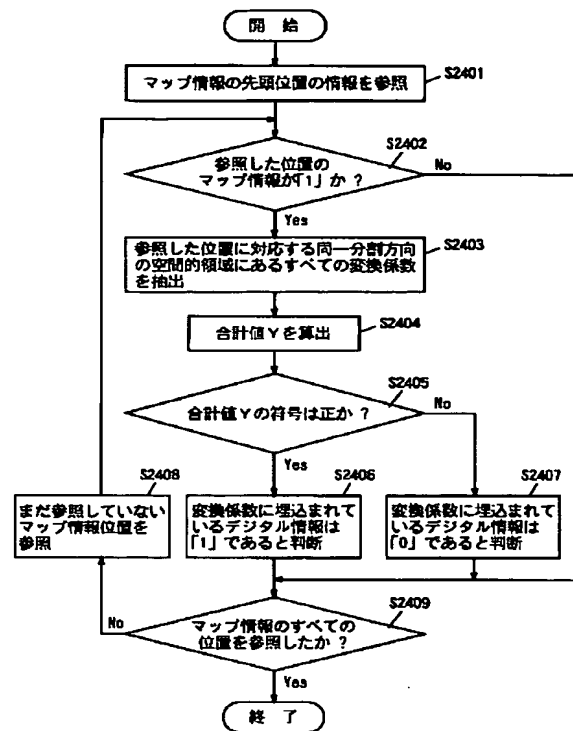 開 始
マップ情報の先頭位置の情報を参照
S2401
参照した位置の
マップ情報が「1」か ?
S2402
No
Yes
参照した位置に対応する同一分割方向
の空間的領域にあるすべての変換係数
を抽出
S2403
合計値Yを算出
S2404
合計値Yの符号は正か ?
S2405
No
Yes
まだ参照していない
マップ情報位置を
参照
S2408
変換係数に埋込まれて
いるデジタル情報は
「1」であると判断
S2406
変換係数に埋込まれて
いるデジタル情報は
「0」であると判断
S2407
マップ情報のすべての
位置を参照したか ?
S2409
No
Yes
終 了